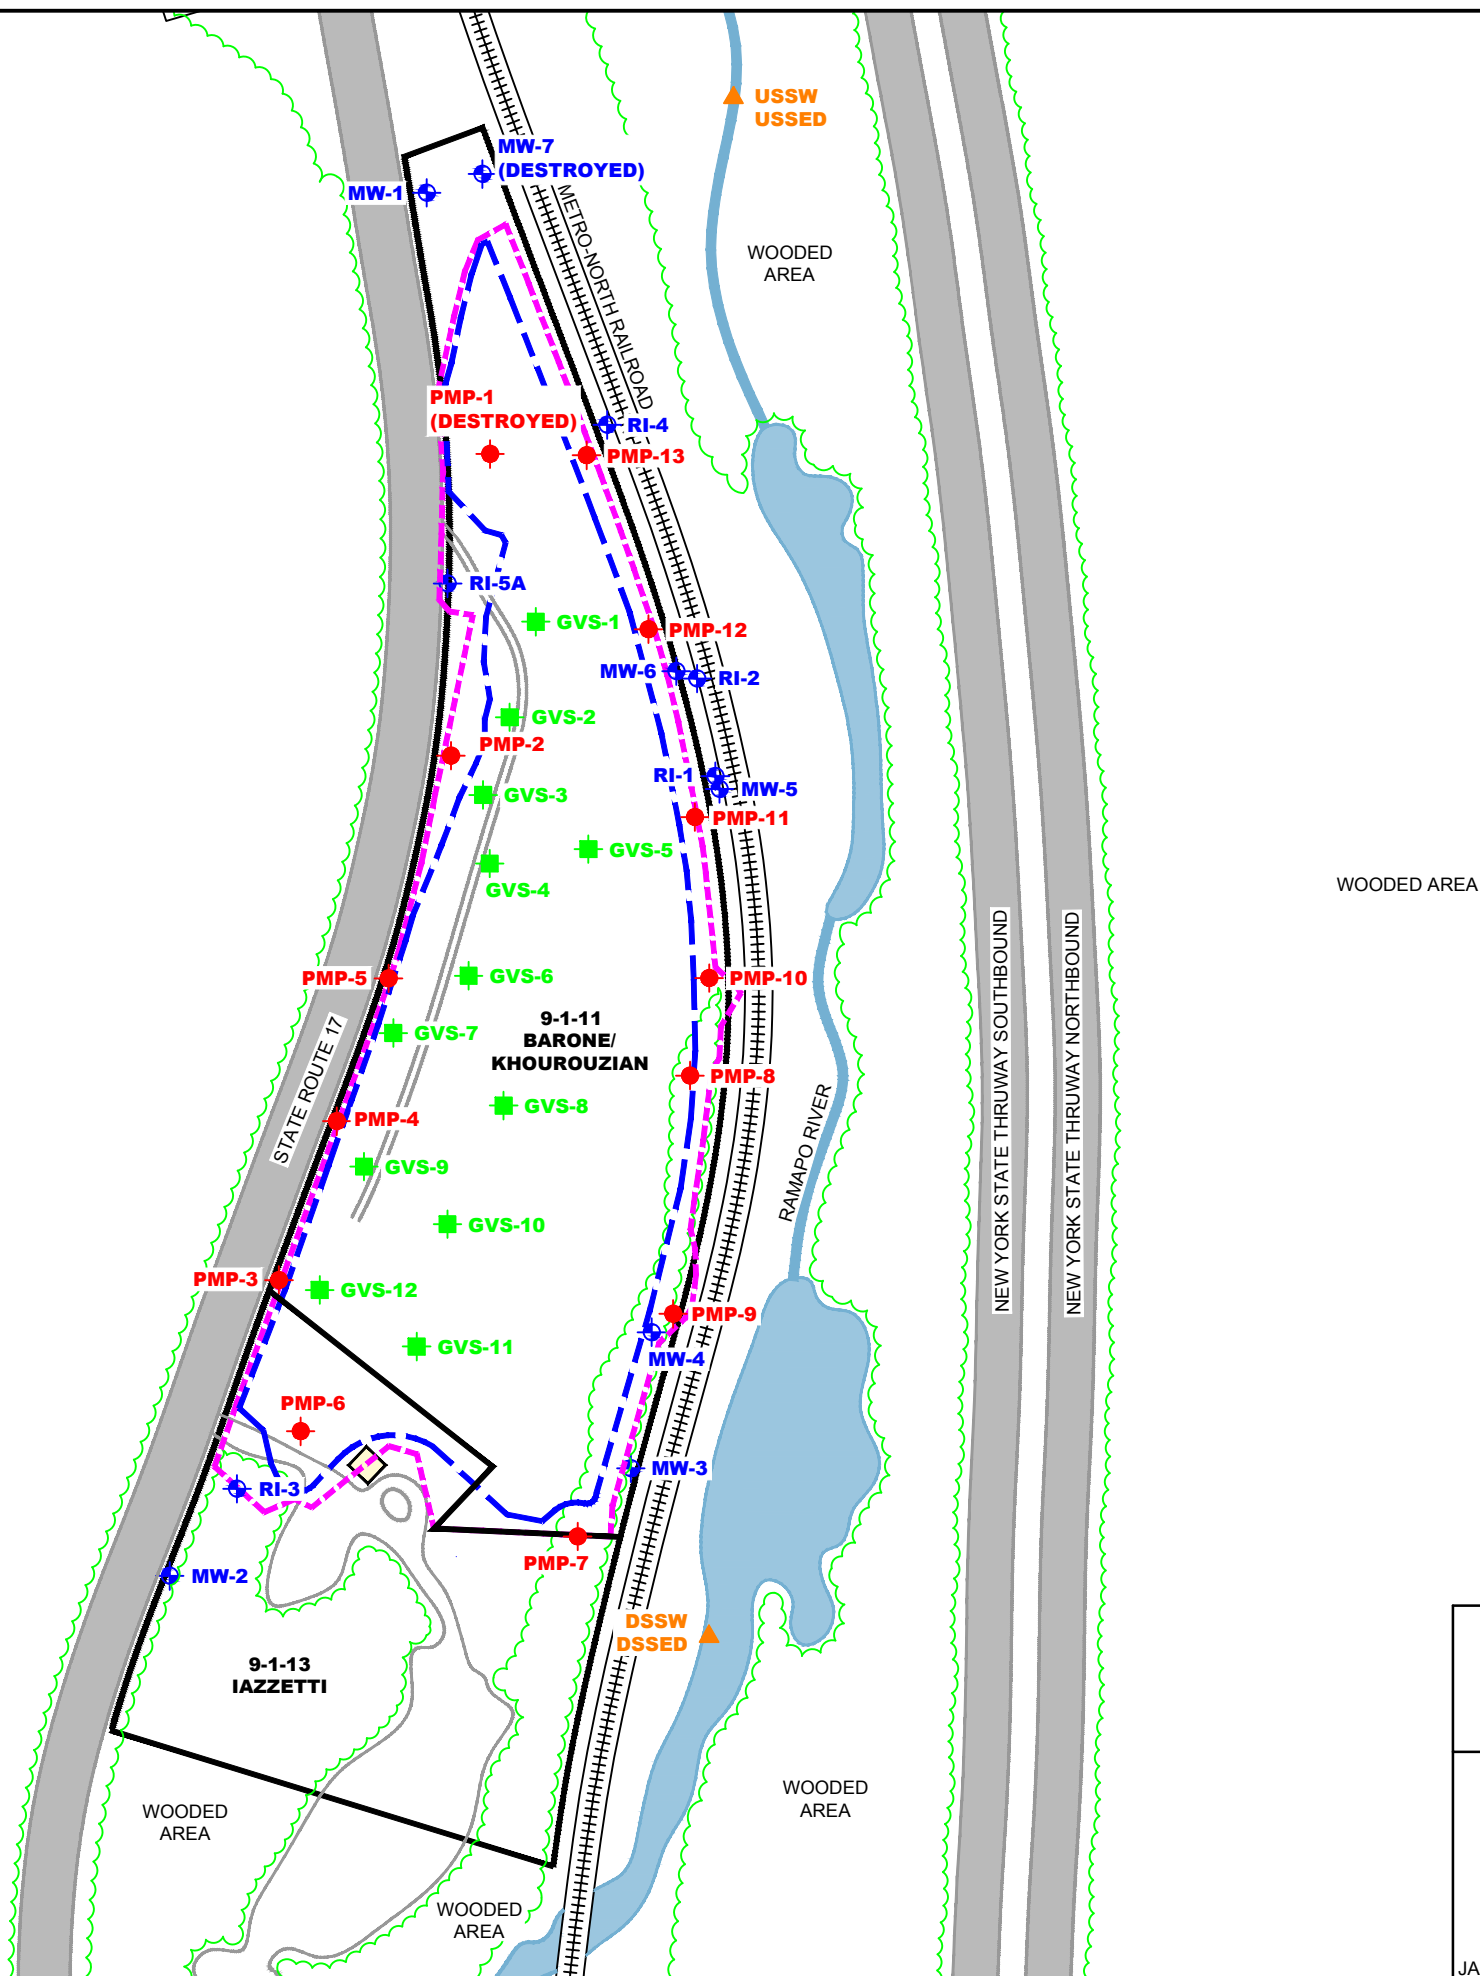 USSW
USSED
MW-7
(DESTROYED)
MW-1
METRO-NORTH RAILROAD
WOODED
AREA
PMP-1
(DESTROYED)
RI-4
PMP-13
RI-5A
GVS-1
PMP-12
MW-6
RI-2
GVS-2
PMP-2
RI-1
MW-5
GVS-3
PMP-11
GVS-5
GVS-4
WOODED AREA
PMP-5
GVS-6
PMP-10
9-1-11
BARONE/
KHOUROUZIAN
GVS-7
STATE ROUTE 17
PMP-8
GVS-8
PMP-4
RAMAPO RIVER
NEW YORK STATE THRUWAY SOUTHBOUND
NEW YORK STATE THRUWAY NORTHBOUND
GVS-9
GVS-10
PMP-3
GVS-12
PMP-9
GVS-11
MW-4
PMP-6
MW-3
RI-3
PMP-7
MW-2
DSSW
DSSED
9-1-13
IAZZETTI
WOODED
AREA
WOODED
AREA
WOODED
AREA
JA